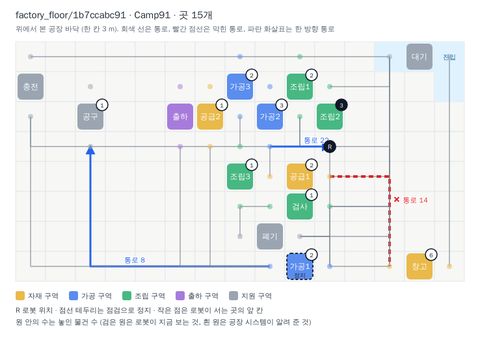 factory_floor/1b7ccabc91 · Camp91 · 곳 15개
위에서 본 공장 바닥 (한 칸 3 m). 회색 선은 통로, 빨간 점선은 막힌 통로, 파란 화살표는 한 방향 통로
대기
충전
가공3
2
조립1
2
공구
1
출하
공급2
1
가공2
3
조립2
3
R
조립3
1
공급1
2
검사
1
✕ 통로 14
폐기
통로 8
가공1
2
창고
6
자재 구역
가공 구역
조립 구역
출하 구역
지원 구역
R 로봇 위치 · 점선 테두리는 점검으로 정지 · 작은 점은 로봇이 서는 곳의 앞 칸
원 안의 수는 놓인 물건 수 (검은 원은 로봇이 지금 보는 것, 흰 원은 공장 시스템이 알려 준 것)